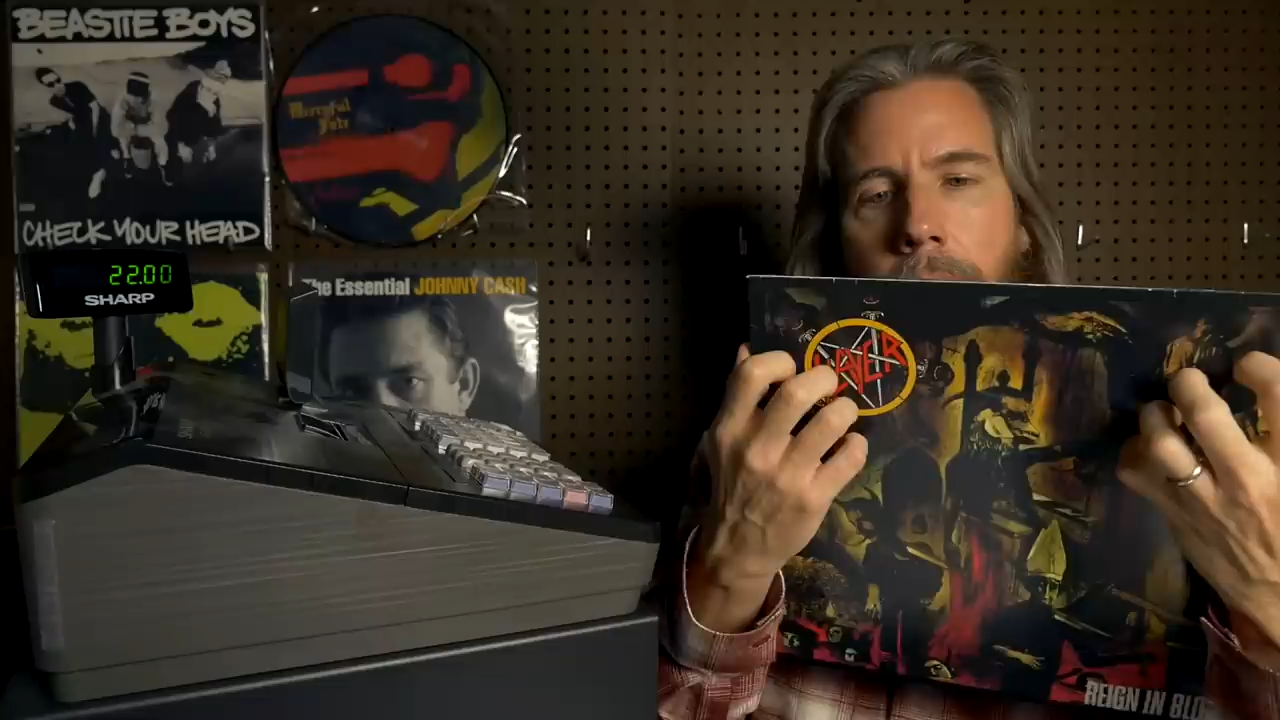 BEASTIE BOYS
CHECK YOUR HEAD
Mercyful
Fate
22.00
SHARP
The Essential JOHNNY CASH
SLAYER
REIGN IN BLO